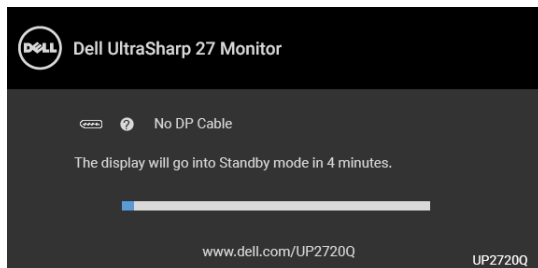 DELL
Dell UltraSharp 27 Monitor
? No DP Cable
The display will go into Standby mode in 4 minutes.
www.dell.com/UP2720Q
UP2720Q